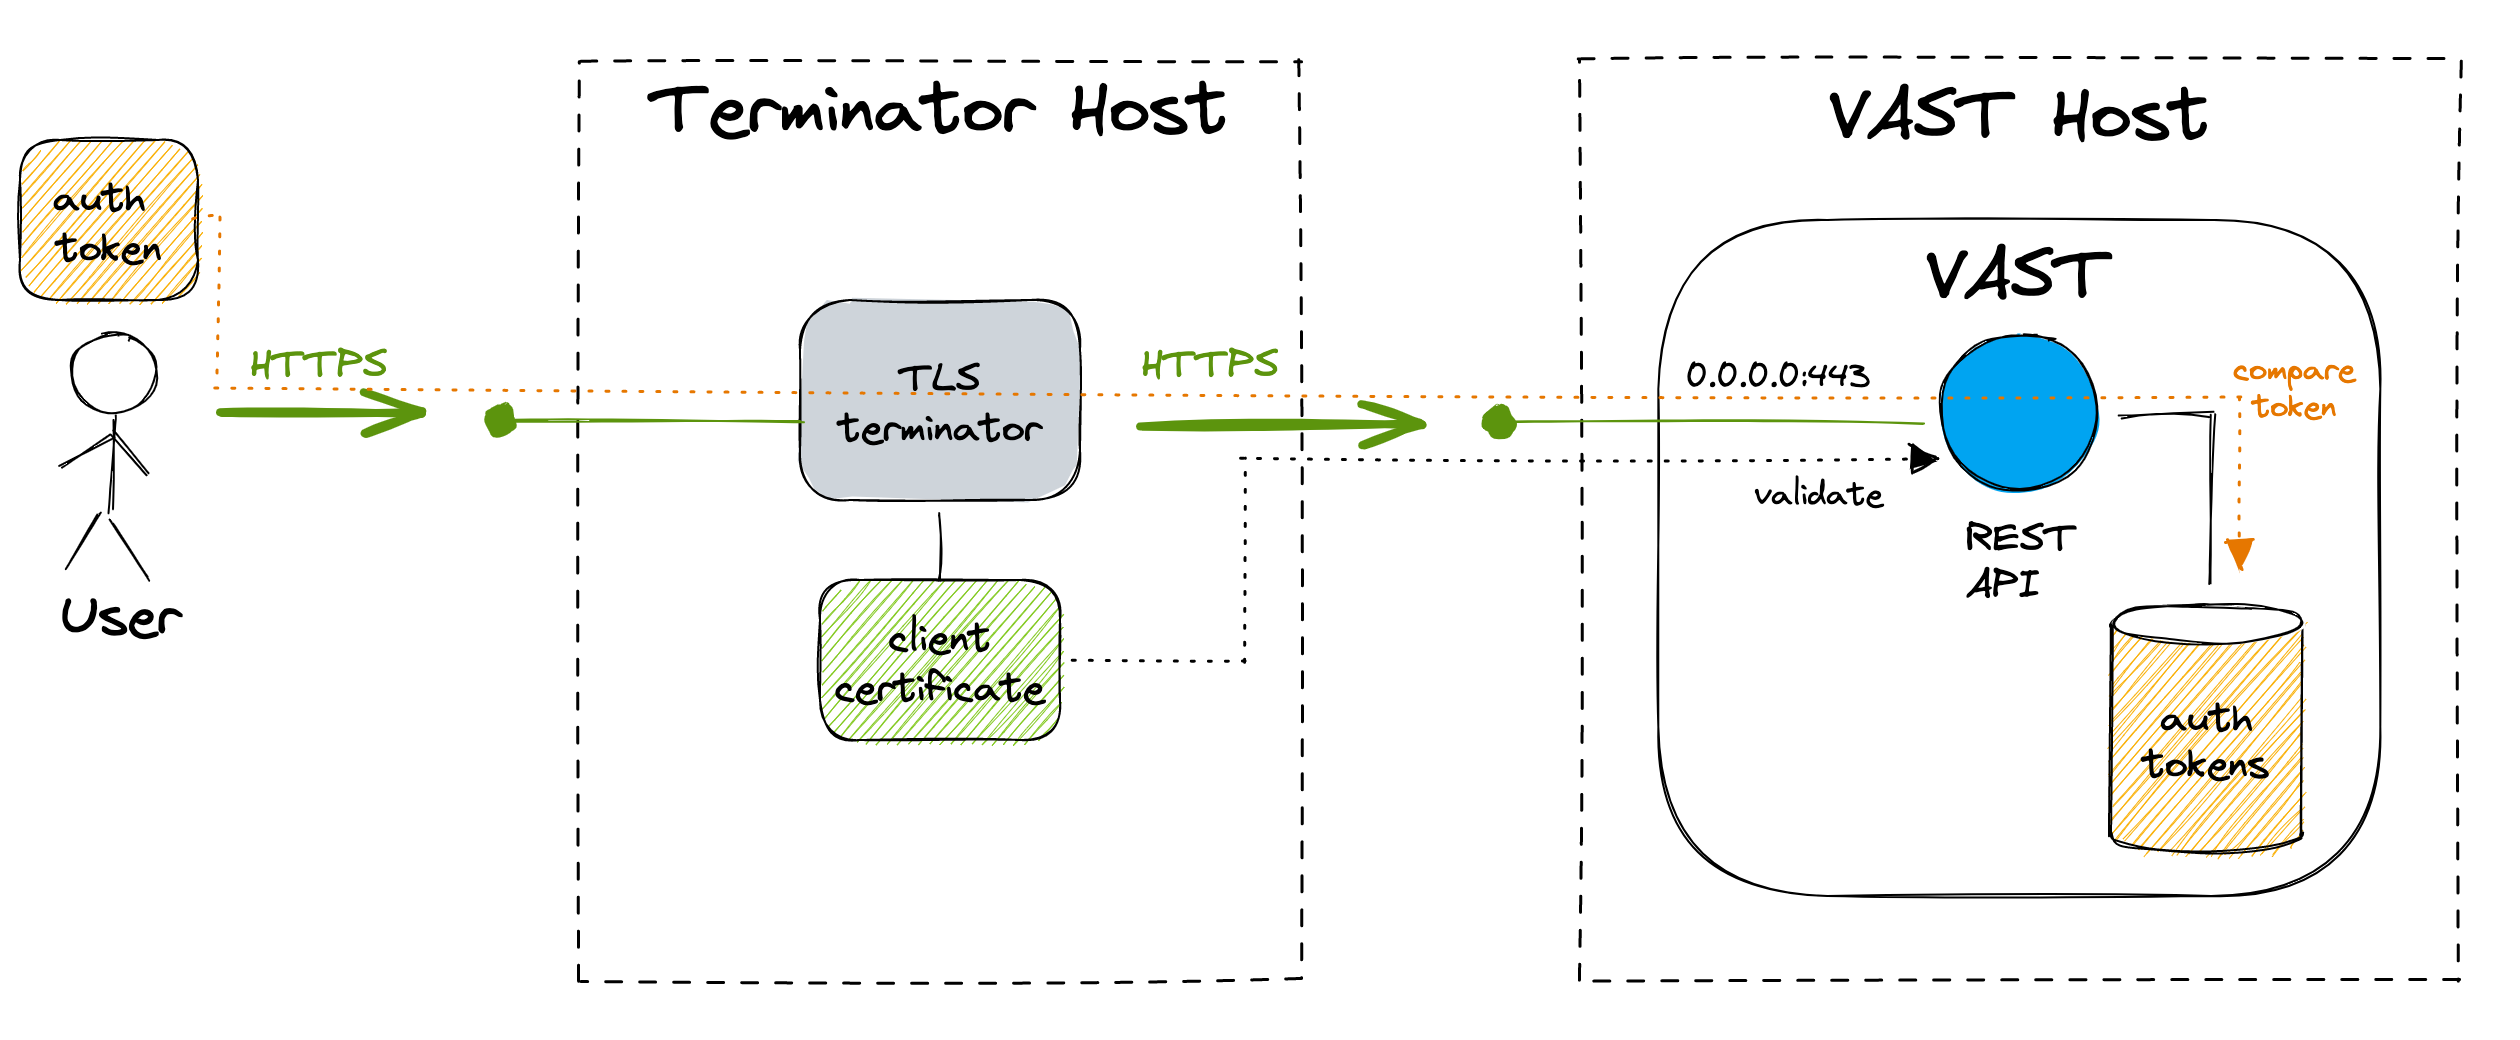 Terminator Host
VAST Host
auth
token
VAST
HTTPS
HTTPS
TLS
terminator
0.0.0.0:443
compare
token
validate
REST
API
User
client
certificate
auth
tokens